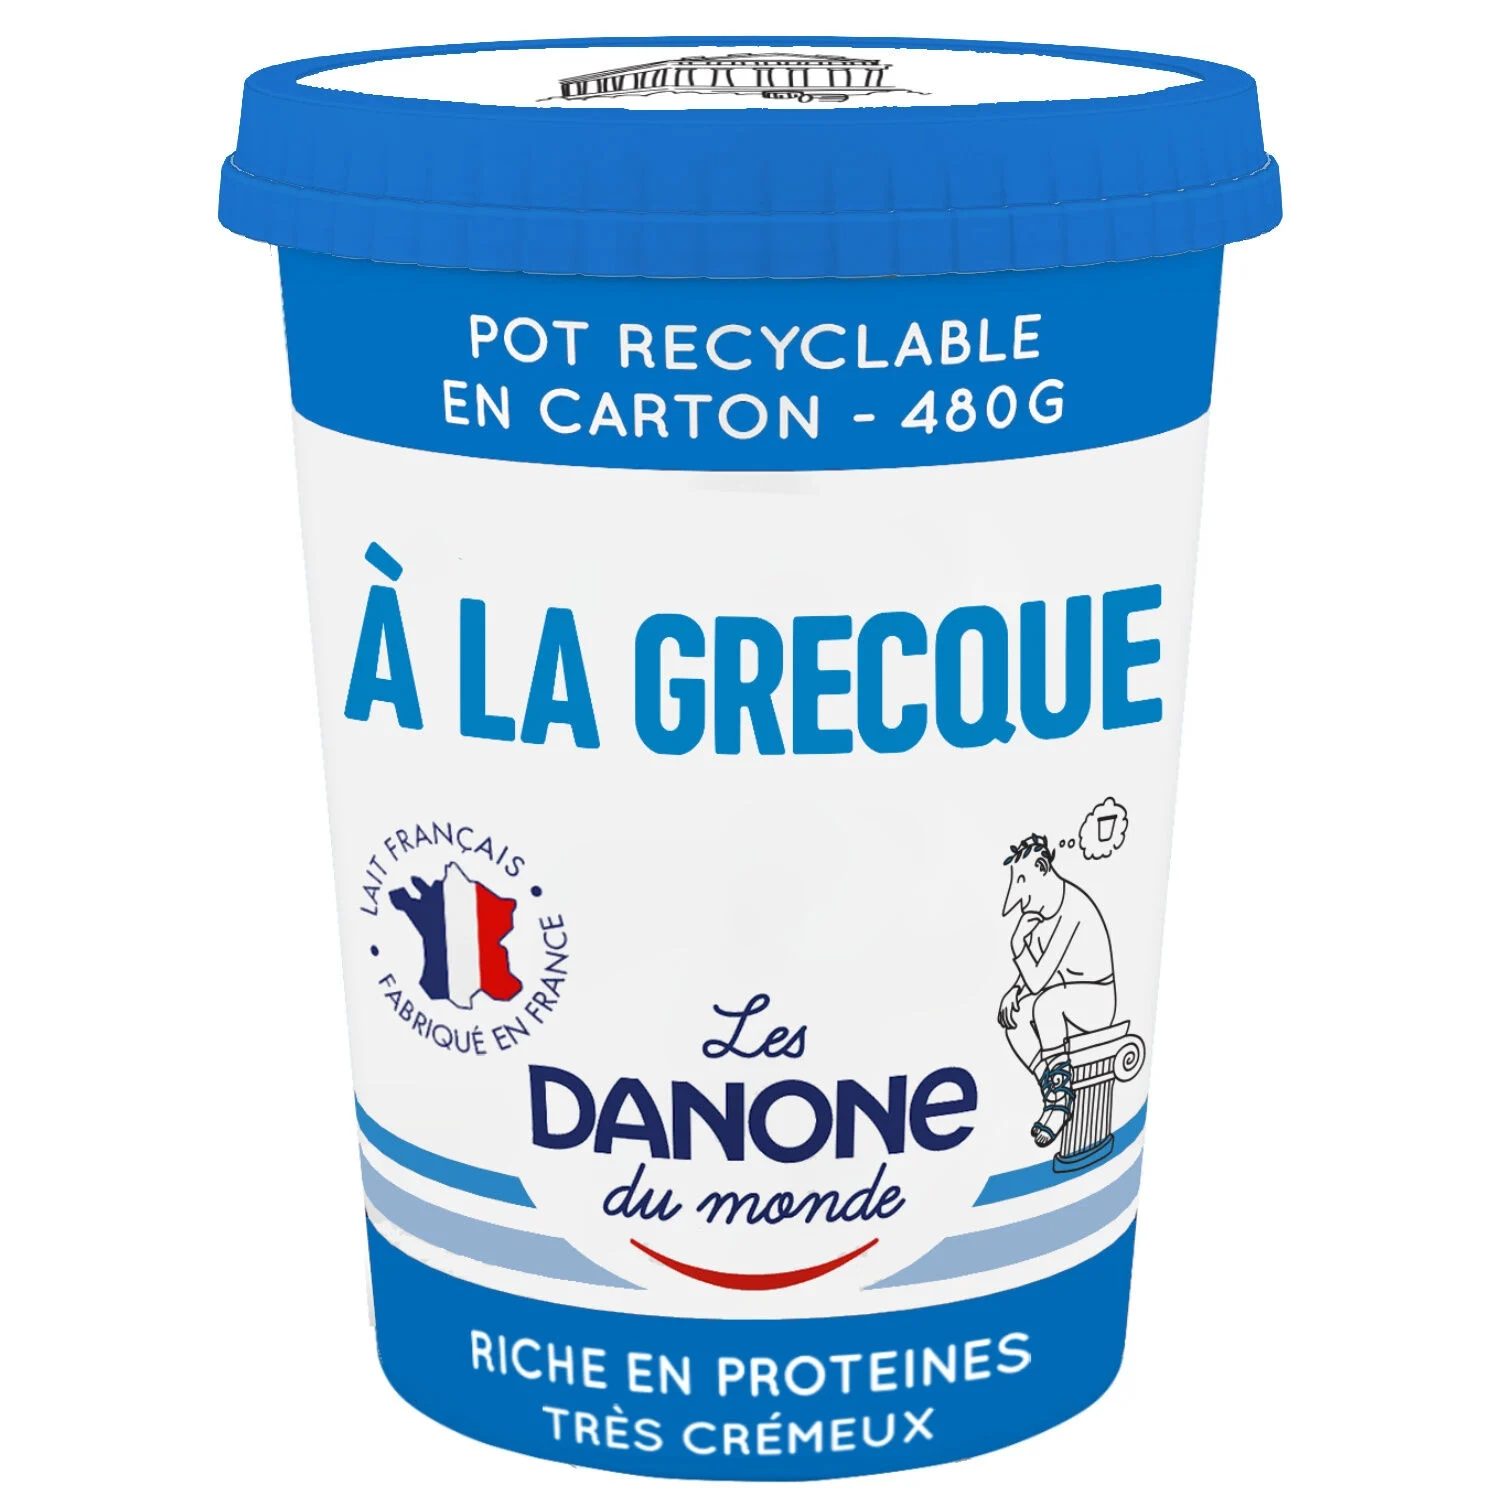 POT RECYCLABLE
EN CARTON - 480G
À LA GRECQUE
LAIT FRANÇAIS
FABRIQUÉ EN FRANCE
Les
DANONE
du monde
RICHE EN PROTEINES
TRÈS CRÉMEUX